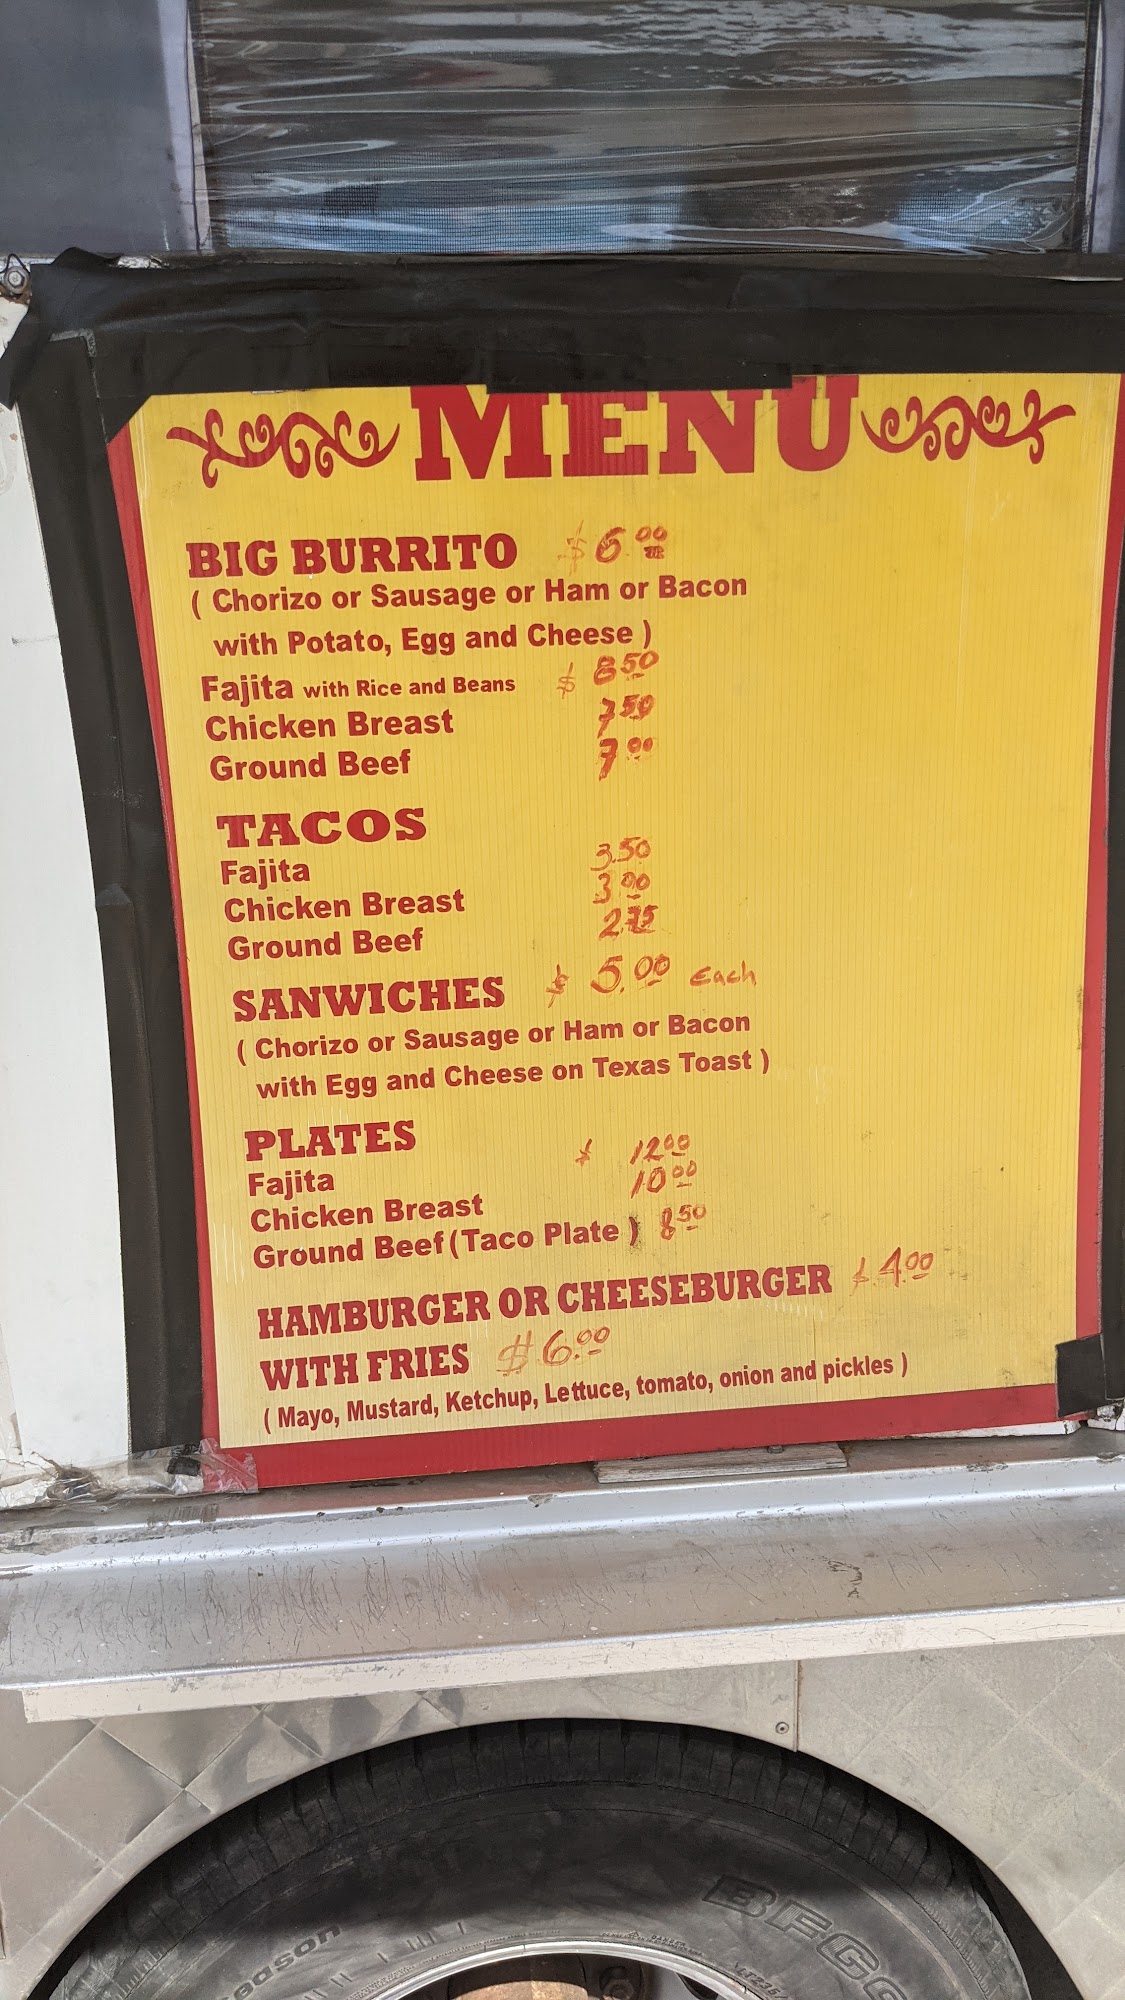 MENU
BIG BURRITO $6.00
( Chorizo or Sausage or Ham or Bacon
with Potato, Egg and Cheese )
Fajita with Rice and Beans $ 8.50
Chicken Breast 7.50
Ground Beef 7.00
TACOS
Fajita 3.50
Chicken Breast 3.00
Ground Beef 2.75
SANWICHES $ 5.00 Each
( Chorizo or Sausage or Ham or Bacon
with Egg and Cheese on Texas Toast )
PLATES
Fajita $ 12.00
Chicken Breast 10.00
Ground Beef (Taco Plate ) 8.50
HAMBURGER OR CHEESEBURGER $4.00
WITH FRIES $6.00
( Mayo, Mustard, Ketchup, Lettuce, tomato, onion and pickles )